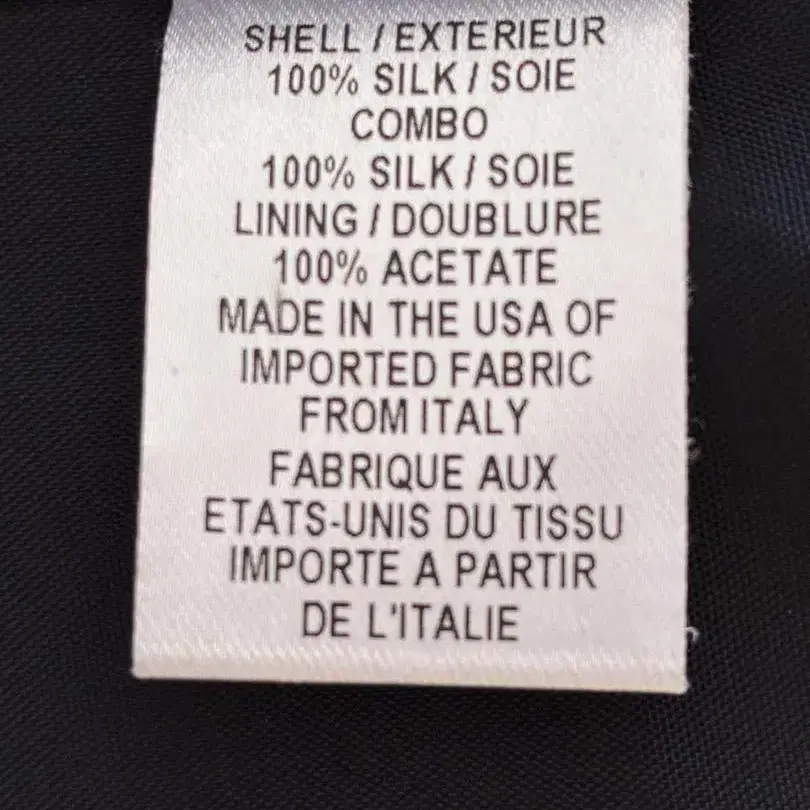 SHELL / EXTERIEUR
100% SILK / SOIE
COMBO
100% SILK / SOIE
LINING / DOUBLURE
100% ACETATE
MADE IN THE USA OF
IMPORTED FABRIC
FROM ITALY
FABRIQUE AUX
ETATS-UNIS DU TISSU
IMPORTE A PARTIR
DE L'ITALIE